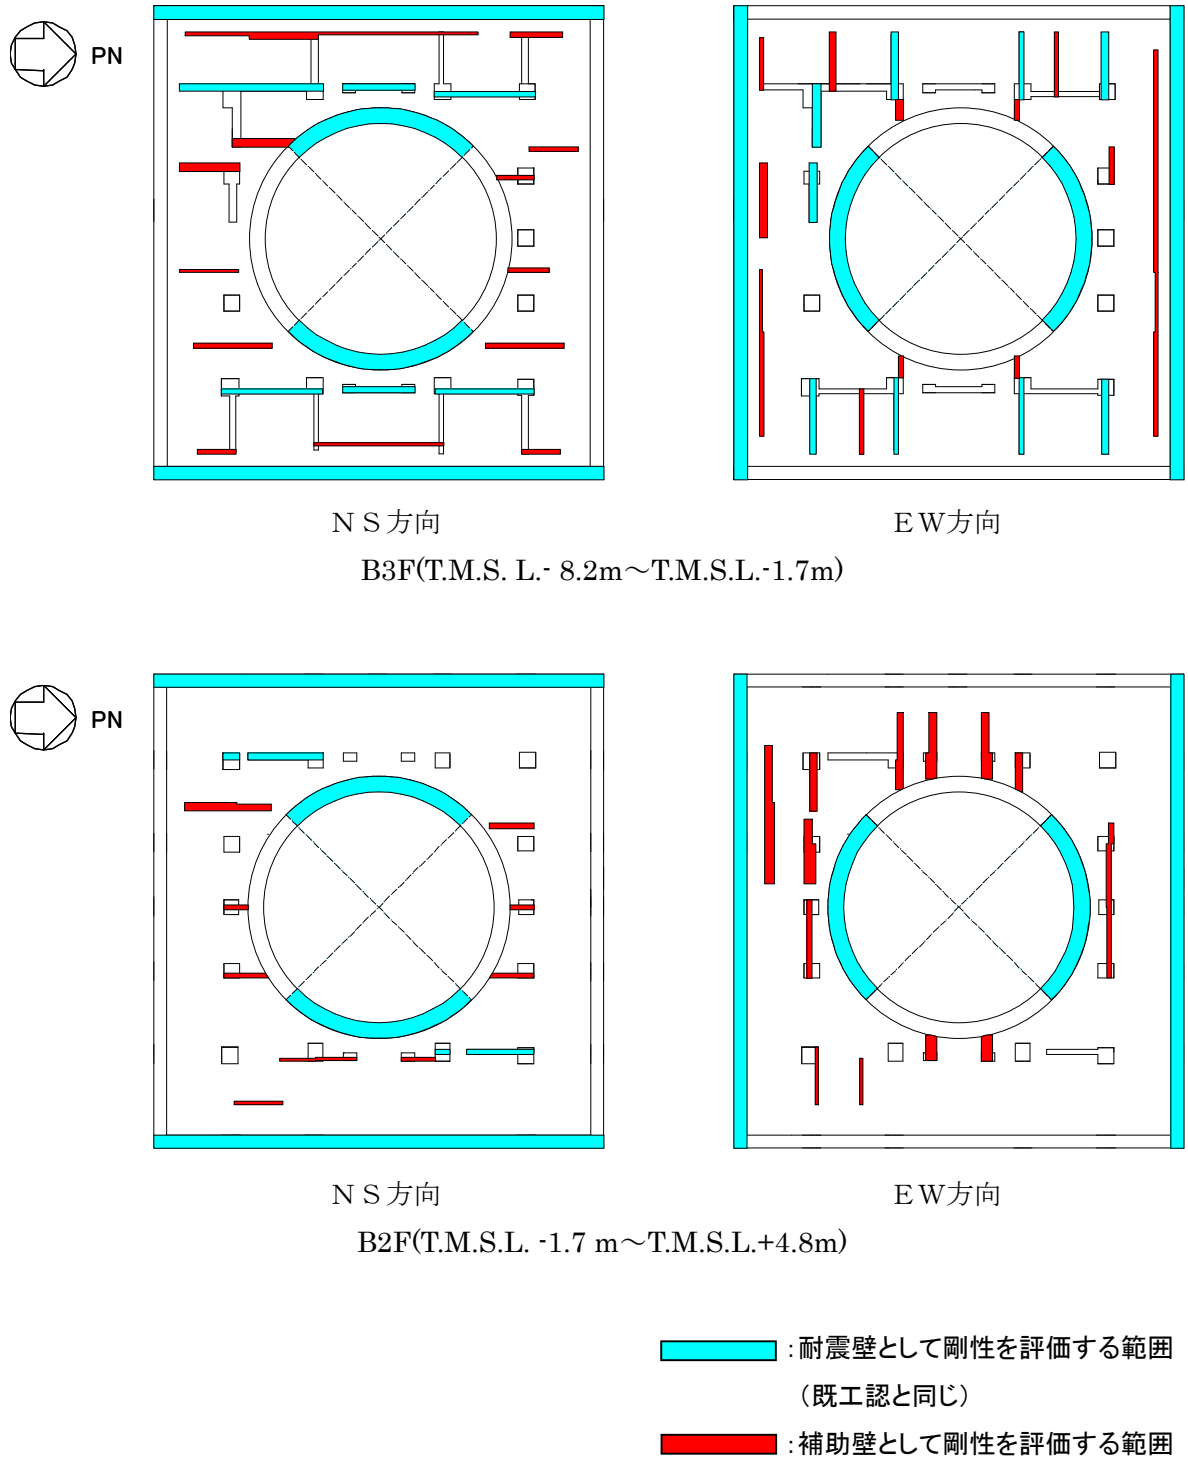 PN
ＮＳ方向
ＥＷ方向
B3F(T.M.S. L.- 8.2m～T.M.S.L.-1.7m)
PN
ＮＳ方向
ＥＷ方向
B2F(T.M.S.L. -1.7 m～T.M.S.L.+4.8m)
：耐震壁として剛性を評価する範囲
（既工認と同じ）
：補助壁として剛性を評価する範囲